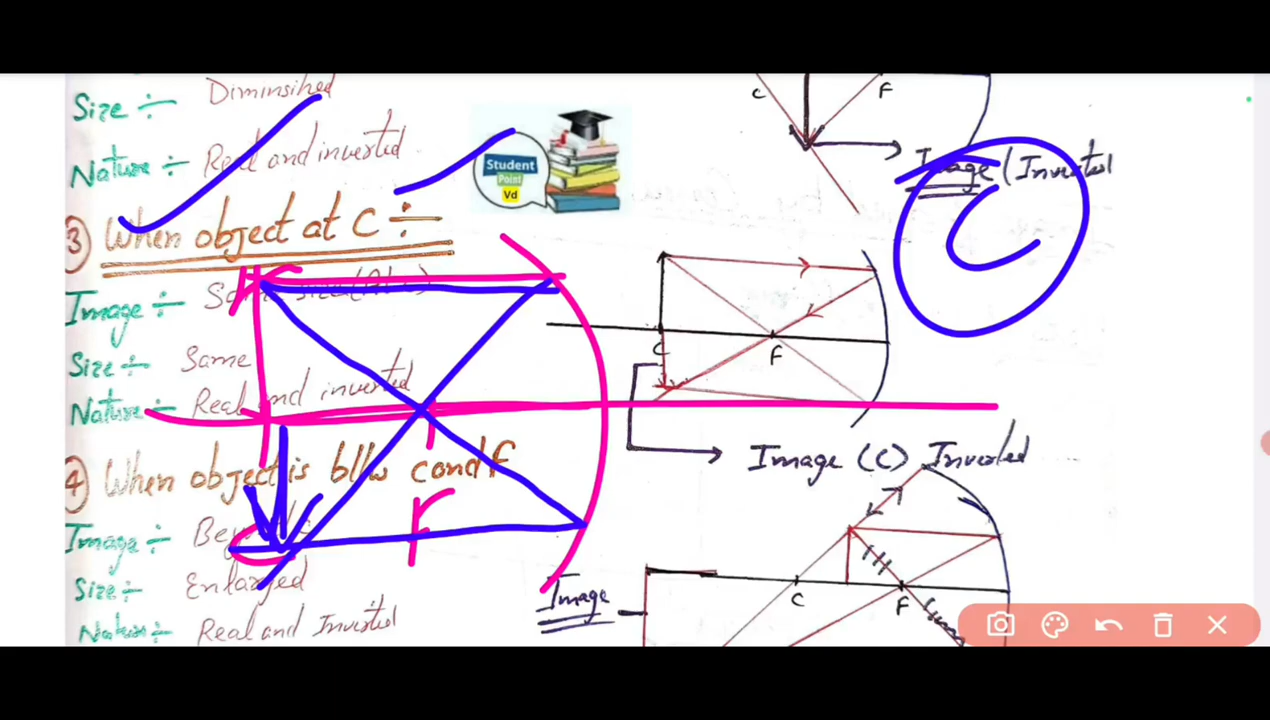 Size ÷ Diminsihed
Nature ÷ Real and inverted
Student
Point
Vd
C
F
Image (Inverted
C
③ When object at C ÷
Image ÷
Size ÷ Same
Nature ÷ Real and inverted
C
F
Image (C) Inverted
④ When object is b/w C and F
Image ÷
Size ÷ Enlarged
Nature ÷ Real and Inverted
C
F
Image
C
F